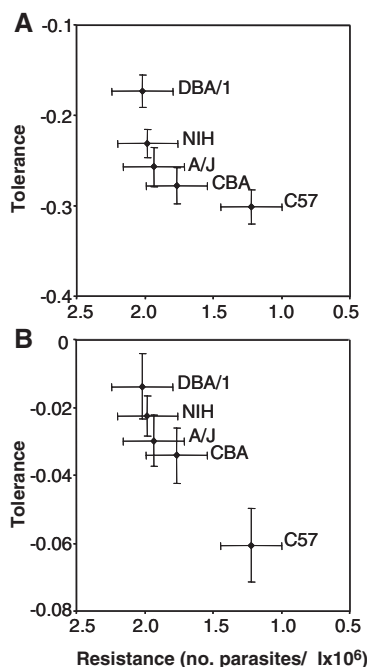 A
-0.1
-0.2
-0.3
-0.4
Tolerance
DBA/1
NIH
A/J
CBA
C57
2.5 2.0 1.5 1.0 0.5
B
0
-0.02
-0.04
-0.06
-0.08
Tolerance
DBA/1
NIH
A/J
CBA
C57
2.5 2.0 1.5 1.0 0.5
Resistance (no. parasites/ lx10⁶)